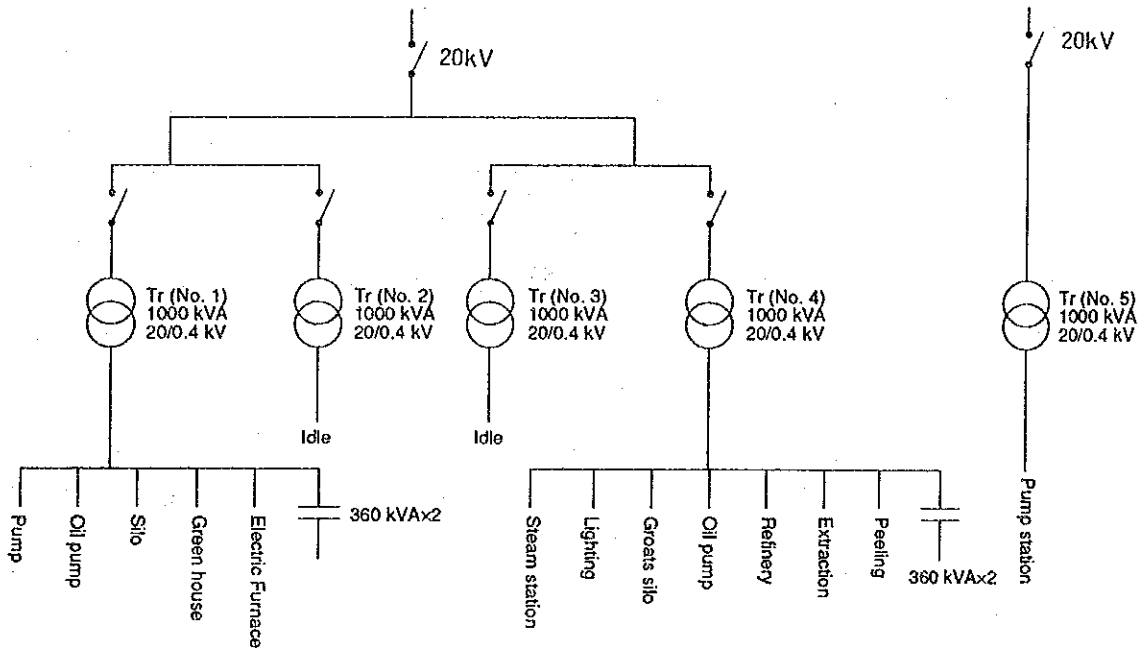 20kV
20kV
Tr (No. 1)
1000 kVA
20/0.4 kV
Tr (No. 2)
1000 kVA
20/0.4 kV
Tr (No. 3)
1000 kVA
20/0.4 kV
Tr (No. 4)
1000 kVA
20/0.4 kV
Tr (No. 5)
1000 kVA
20/0.4 kV
Idle
Idle
Pump
Oil pump
Silo
Green house
Electric Furnace
360 kVA×2
Steam station
Lighting
Groats silo
Oil pump
Refinery
Extraction
Peeling
360 kVA×2
Pump station